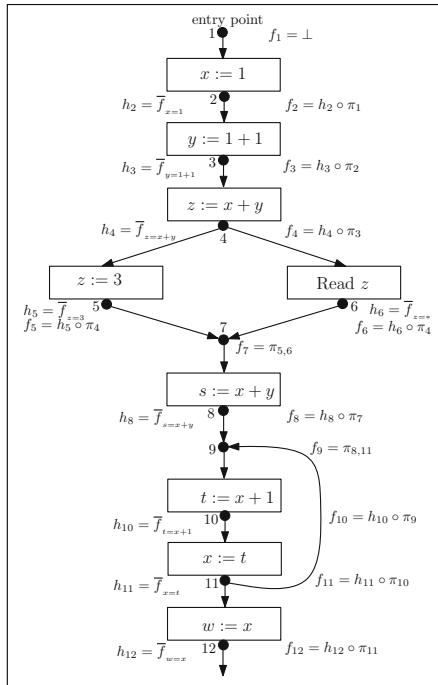 entry point
1 f₁ = ⊥
x := 1
h₂ = f̅ₓ₌₁ 2 f₂ = h₂ ∘ π₁
y := 1 + 1
h₃ = f̅_{y=1+1} 3 f₃ = h₃ ∘ π₂
z := x + y
h₄ = f̅_{z=x+y} 4 f₄ = h₄ ∘ π₃
z := 3 Read z
h₅ = f̅_{z=3} 5 6 h₆ = f̅_{z=*}
f₅ = h₅ ∘ π₄ f₆ = h₆ ∘ π₄
7
f₇ = π₅,₆
s := x + y
h₈ = f̅_{s=x+y} 8 f₈ = h₈ ∘ π₇
9 f₉ = π₈,₁₁
t := x + 1
h₁₀ = f̅_{t=x+1} 10 f₁₀ = h₁₀ ∘ π₉
x := t
h₁₁ = f̅_{x=t} 11 f₁₁ = h₁₁ ∘ π₁₀
w := x
h₁₂ = f̅_{w=x} 12 f₁₂ = h₁₂ ∘ π₁₁